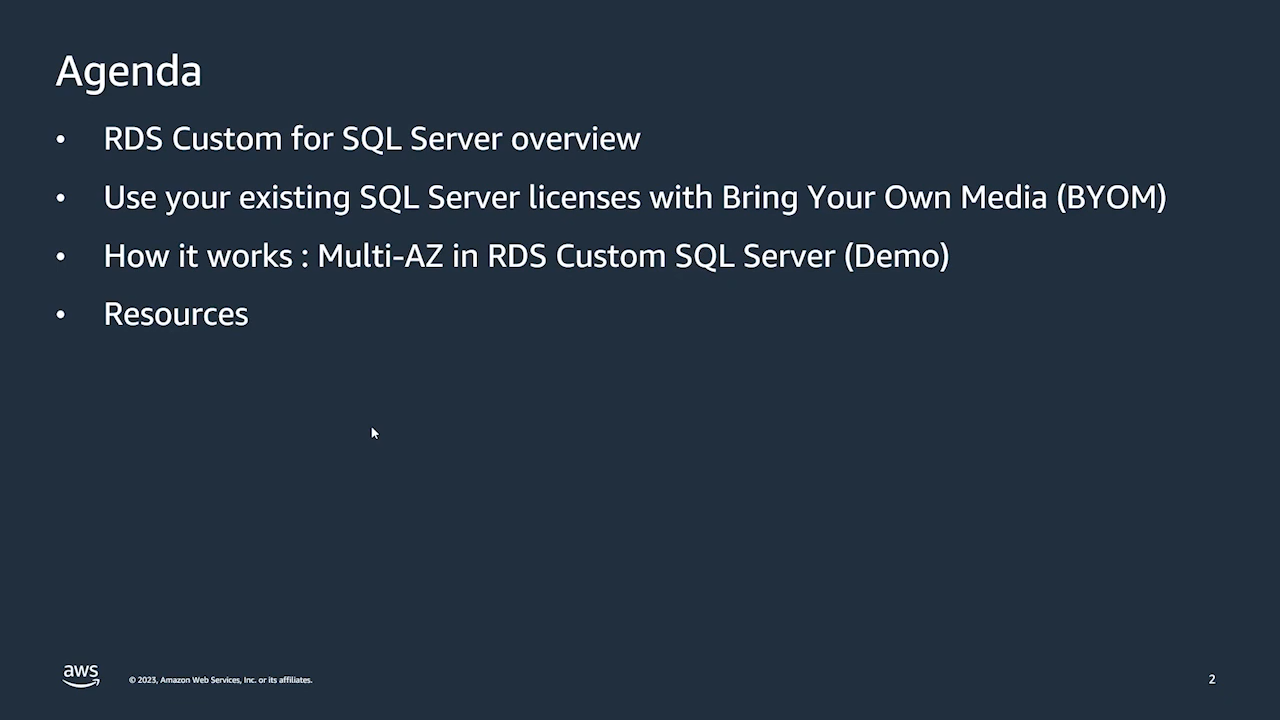 Agenda
• RDS Custom for SQL Server overview
• Use your existing SQL Server licenses with Bring Your Own Media (BYOM)
• How it works : Multi-AZ in RDS Custom SQL Server (Demo)
• Resources
aws
© 2023, Amazon Web Services, Inc. or its affiliates.
2